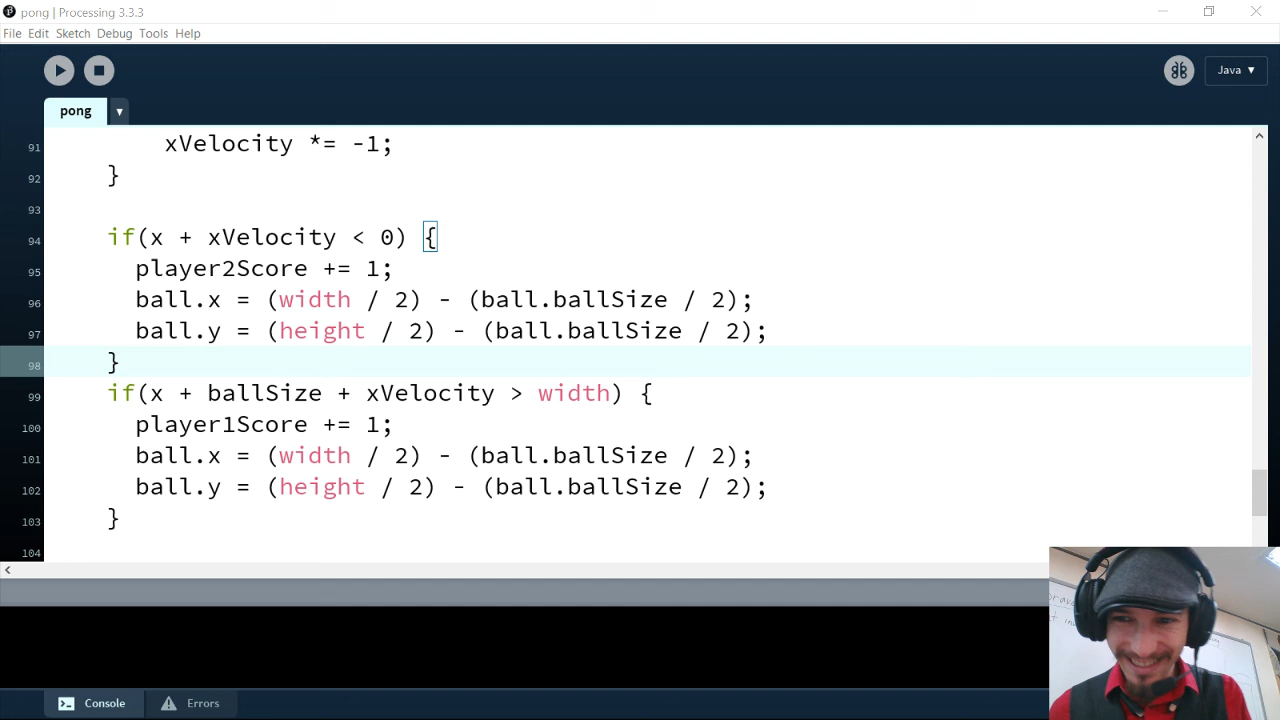 pong | Processing 3.3.3
File Edit Sketch Debug Tools Help
Java ▼
pong ▼
91 xVelocity *= -1;
92 }
93
94 if(x + xVelocity < 0) {
95 player2Score += 1;
96 ball.x = (width / 2) - (ball.ballSize / 2);
97 ball.y = (height / 2) - (ball.ballSize / 2);
98 }
99 if(x + ballSize + xVelocity > width) {
100 player1Score += 1;
101 ball.x = (width / 2) - (ball.ballSize / 2);
102 ball.y = (height / 2) - (ball.ballSize / 2);
103 }
104
Console Errors